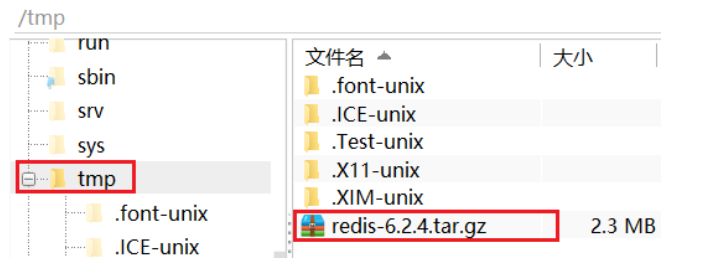 /tmp
run
sbin
srv
sys
tmp
.font-unix
.ICE-unix
文件名 大小
.font-unix
.ICE-unix
.Test-unix
.X11-unix
.XIM-unix
redis-6.2.4.tar.gz 2.3 MB